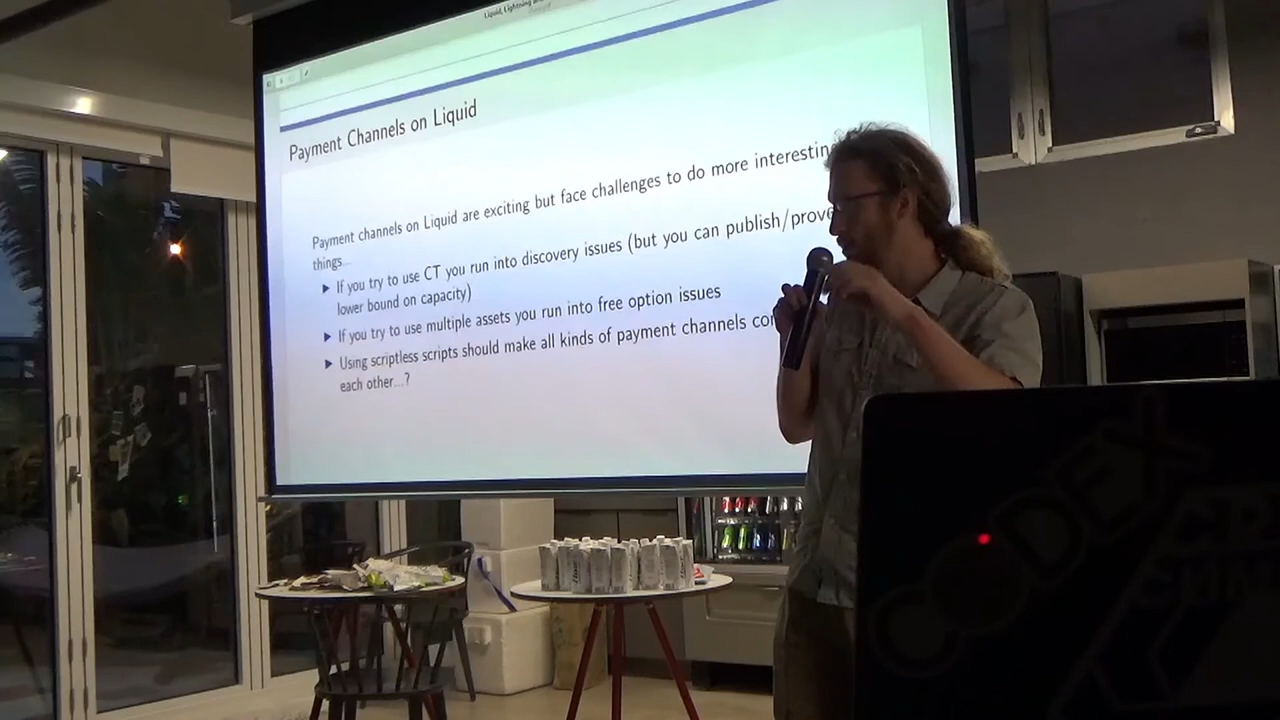 Liquid, Lightning
Payment Channels on Liquid
Payment channels on Liquid are exciting but face challenges to do more interesting
things...
▶ If you try to use CT you run into discovery issues (but you can publish/prove
lower bound on capacity)
▶ If you try to use multiple assets you run into free option issues
▶ Using scriptless scripts should make all kinds of payment channels
each other...?